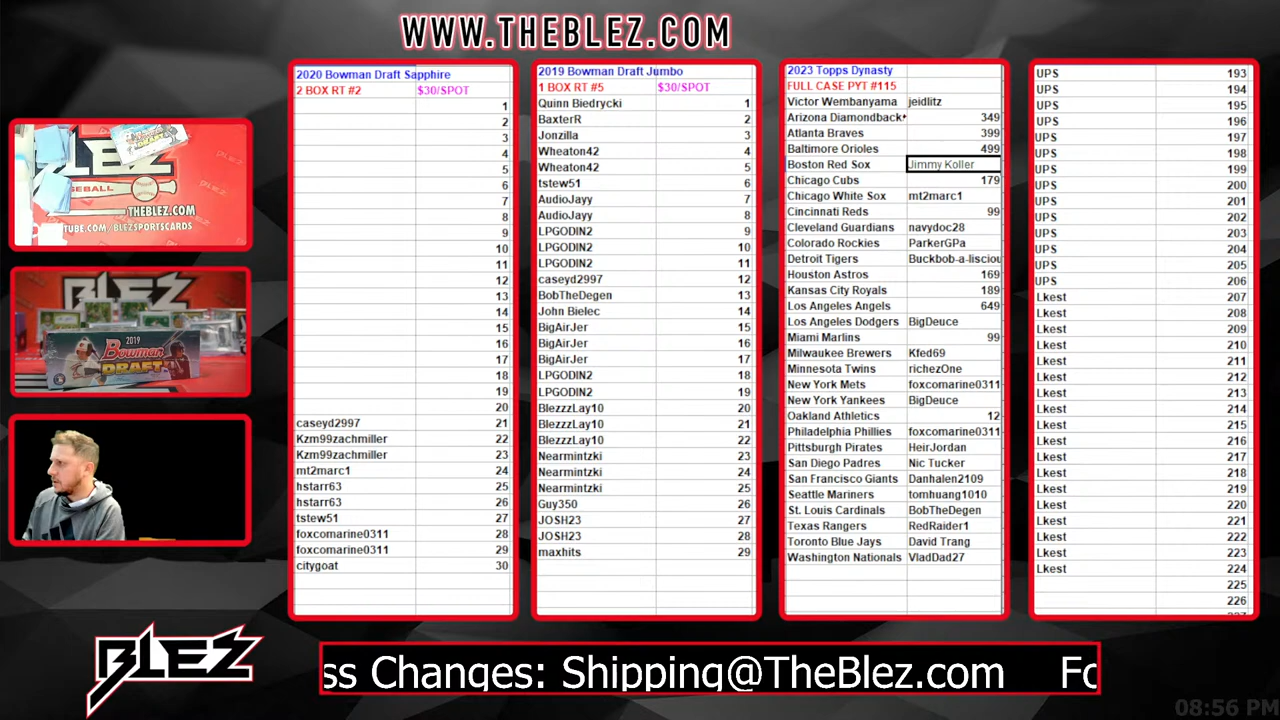 WWW.THEBLEZ.COM
2020 Bowman Draft Sapphire
2 BOX RT #2 $30/SPOT
1
2
3
4
5
6
7
8
9
10
11
12
13
14
15
16
17
18
19
20
caseyd2997 21
Kzm99zachmiller 22
Kzm99zachmiller 23
mt2marc1 24
hstarr63 25
hstarr63 26
tstew51 27
foxcomarine0311 28
foxcomarine0311 29
citygoat 30
2019 Bowman Draft Jumbo
1 BOX RT #5 $30/SPOT
Quinn Biedrycki 1
BaxterR 2
Jonzilla 3
Wheaton42 4
Wheaton42 5
tstew51 6
AudioJayy 7
AudioJayy 8
LPGODIN2 9
LPGODIN2 10
LPGODIN2 11
caseyd2997 12
BobTheDegen 13
John Bielec 14
BigAirJer 15
BigAirJer 16
BigAirJer 17
LPGODIN2 18
LPGODIN2 19
BlezzzLay10 20
BlezzzLay10 21
BlezzzLay10 22
Nearmintzki 23
Nearmintzki 24
Nearmintzki 25
Guy350 26
JOSH23 27
JOSH23 28
maxhits 29
2023 Topps Dynasty
FULL CASE PYT #115
Victor Wembanyama jeidlitz
Arizona Diamondback 349
Atlanta Braves 399
Baltimore Orioles 499
Boston Red Sox Jimmy Koller
Chicago Cubs 179
Chicago White Sox mt2marc1
Cincinnati Reds 99
Cleveland Guardians navydoc28
Colorado Rockies ParkerGPa
Detroit Tigers Buckbob-a-lisciou
Houston Astros 169
Kansas City Royals 189
Los Angeles Angels 649
Los Angeles Dodgers BigDeuce
Miami Marlins 99
Milwaukee Brewers Kfed69
Minnesota Twins richezOne
New York Mets foxcomarine0311
New York Yankees BigDeuce
Oakland Athletics 12
Philadelphia Phillies foxcomarine0311
Pittsburgh Pirates HeirJordan
San Diego Padres Nic Tucker
San Francisco Giants Danhalen2109
Seattle Mariners tomhuang1010
St. Louis Cardinals BobTheDegen
Texas Rangers RedRaider1
Toronto Blue Jays David Trang
Washington Nationals VladDad27
UPS 193
UPS 194
UPS 195
UPS 196
UPS 197
UPS 198
UPS 199
UPS 200
UPS 201
UPS 202
UPS 203
UPS 204
UPS 205
UPS 206
Lkest 207
Lkest 208
Lkest 209
Lkest 210
Lkest 211
Lkest 212
Lkest 213
Lkest 214
Lkest 215
Lkest 216
Lkest 217
Lkest 218
Lkest 219
Lkest 220
Lkest 221
Lkest 222
Lkest 223
Lkest 224
225
226
227
BLEZ
EBALL
THEBLEZ.COM
TUBE.COM/BLEZSPORTSCARDS
BLEZ
2019
Bowman
DRAFT
BLEZ
ss Changes: Shipping@TheBlez.com Fo
08:56 PM